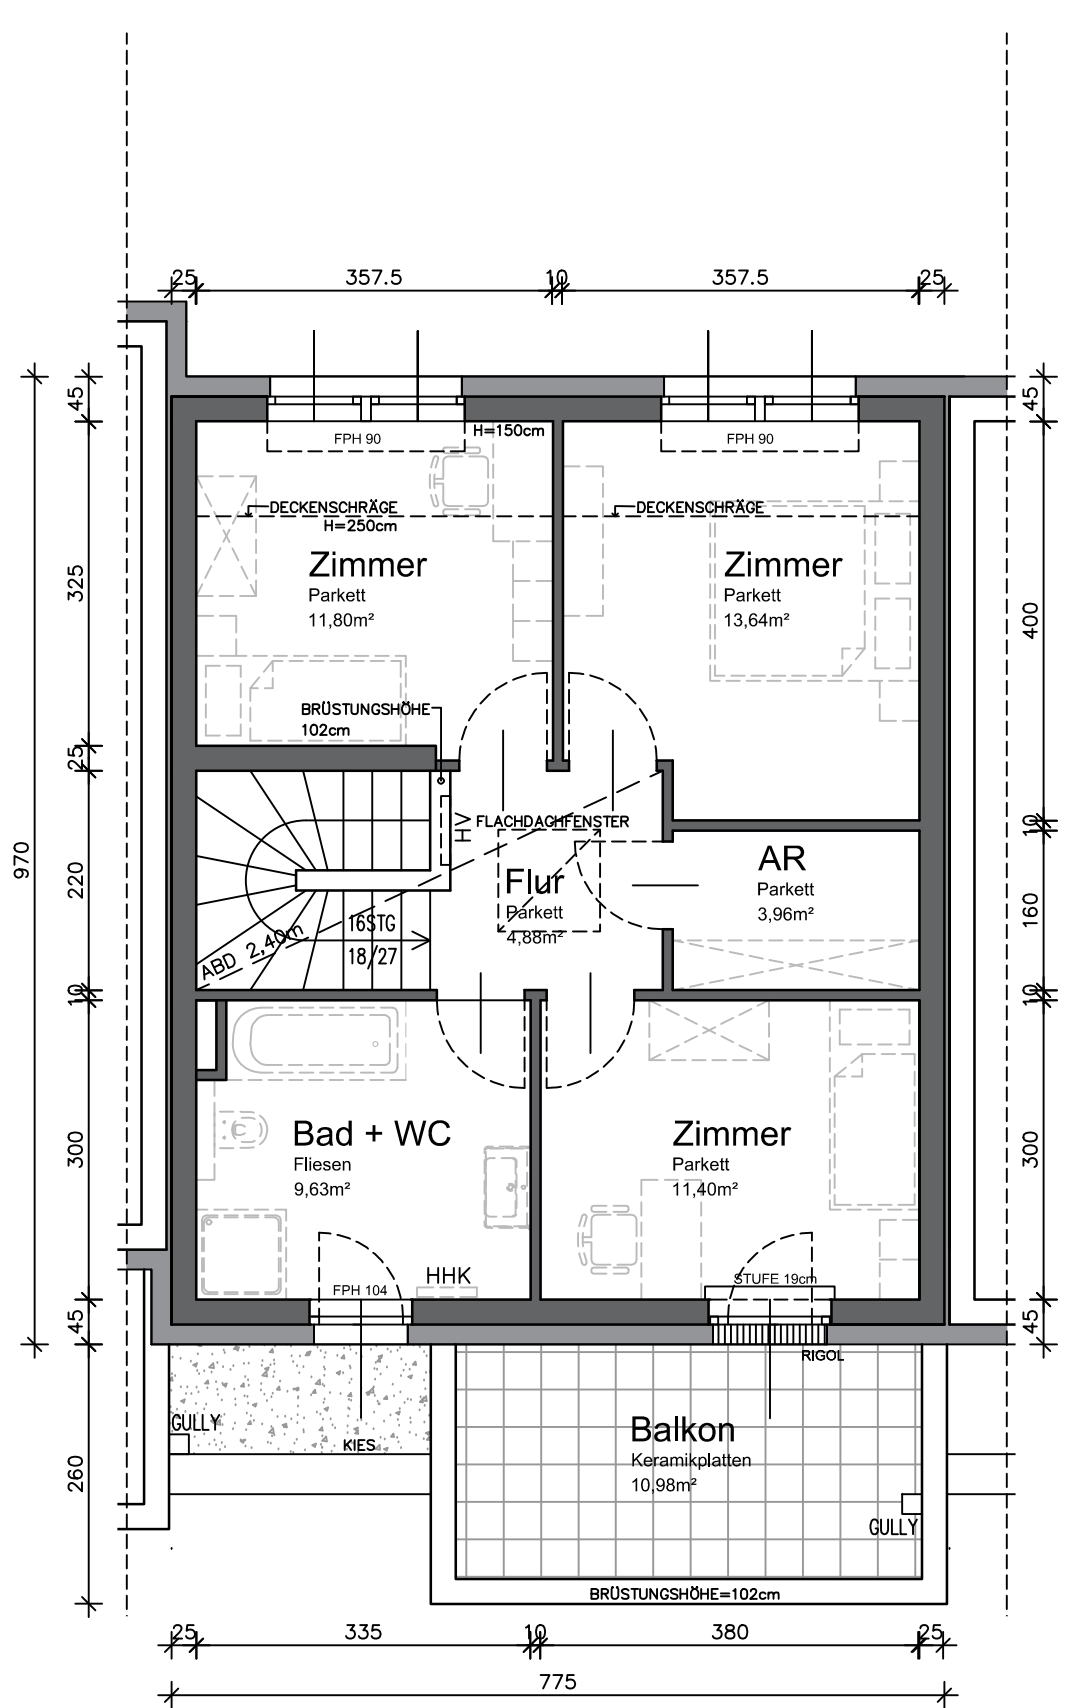 25 357.5 10 357.5 25
45
45
FPH 90
H=150cm
FPH 90
DECKENSCHRÄGE
H=250cm
DECKENSCHRÄGE
Zimmer
Parkett
11,80m²
Zimmer
Parkett
13,64m²
325
400
BRÜSTUNGSHÖHE
102cm
25
HV
FLACHDACHFENSTER
10
970
220
Flur
Parkett
4,88m²
AR
Parkett
3,96m²
160
16STG
18/27
ABD 2,40m
10
10
Bad + WC
Fliesen
9,63m²
Zimmer
Parkett
11,40m²
300
300
HHK
FPH 104
STUFE 19cm
45
45
RIGOL
GULLY
KIES
Balkon
Keramikplatten
10,98m²
260
GULLY
BRÜSTUNGSHÖHE=102cm
25 335 10 380 25
775